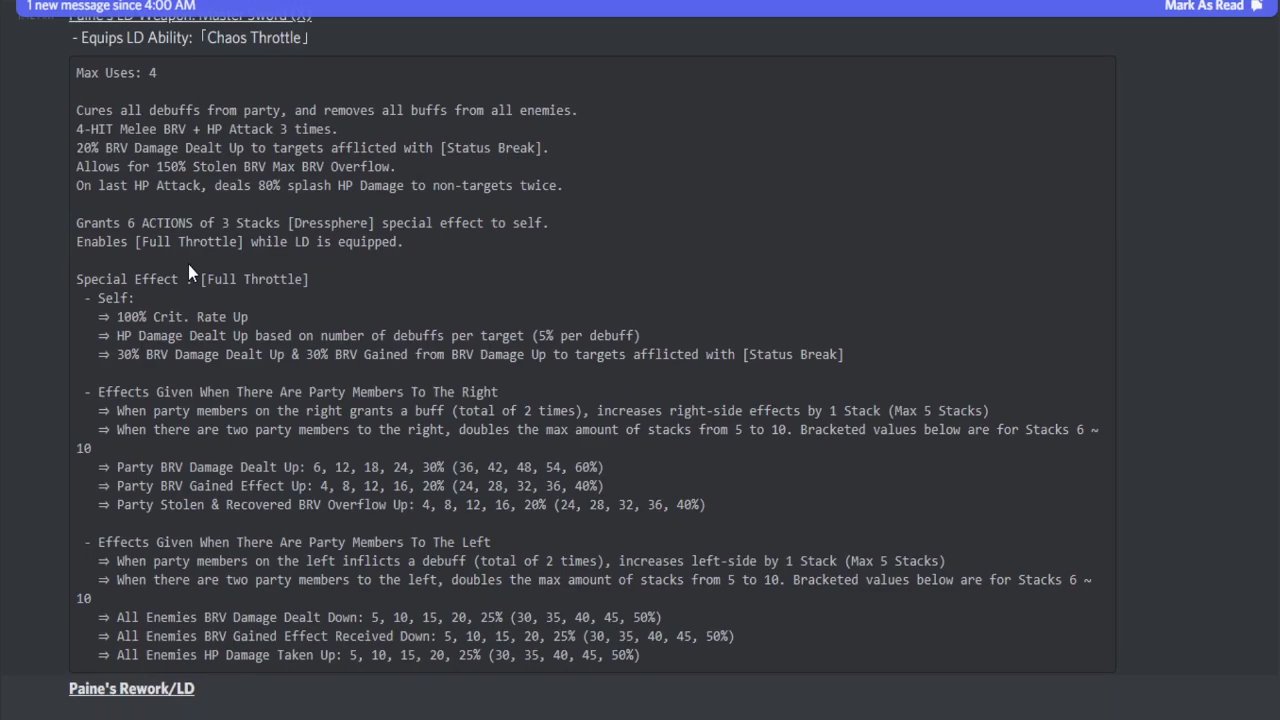 1 new message since 4:00 AM
Mark As Read
Paine's LD Weapon: Master Sword (X)
- Equips LD Ability:「Chaos Throttle」
Max Uses: 4
Cures all debuffs from party, and removes all buffs from all enemies.
4-HIT Melee BRV + HP Attack 3 times.
20% BRV Damage Dealt Up to targets afflicted with [Status Break].
Allows for 150% Stolen BRV Max BRV Overflow.
On last HP Attack, deals 80% splash HP Damage to non-targets twice.
Grants 6 ACTIONS of 3 Stacks [Dressphere] special effect to self.
Enables [Full Throttle] while LD is equipped.
Special Effect : [Full Throttle]
- Self:
⇒ 100% Crit. Rate Up
⇒ HP Damage Dealt Up based on number of debuffs per target (5% per debuff)
⇒ 30% BRV Damage Dealt Up & 30% BRV Gained from BRV Damage Up to targets afflicted with [Status Break]
- Effects Given When There Are Party Members To The Right
⇒ When party members on the right grants a buff (total of 2 times), increases right-side effects by 1 Stack (Max 5 Stacks)
⇒ When there are two party members to the right, doubles the max amount of stacks from 5 to 10. Bracketed values below are for Stacks 6 ~
10
⇒ Party BRV Damage Dealt Up: 6, 12, 18, 24, 30% (36, 42, 48, 54, 60%)
⇒ Party BRV Gained Effect Up: 4, 8, 12, 16, 20% (24, 28, 32, 36, 40%)
⇒ Party Stolen & Recovered BRV Overflow Up: 4, 8, 12, 16, 20% (24, 28, 32, 36, 40%)
- Effects Given When There Are Party Members To The Left
⇒ When party members on the left inflicts a debuff (total of 2 times), increases left-side by 1 Stack (Max 5 Stacks)
⇒ When there are two party members to the left, doubles the max amount of stacks from 5 to 10. Bracketed values below are for Stacks 6 ~
10
⇒ All Enemies BRV Damage Dealt Down: 5, 10, 15, 20, 25% (30, 35, 40, 45, 50%)
⇒ All Enemies BRV Gained Effect Received Down: 5, 10, 15, 20, 25% (30, 35, 40, 45, 50%)
⇒ All Enemies HP Damage Taken Up: 5, 10, 15, 20, 25% (30, 35, 40, 45, 50%)
Paine's Rework/LD